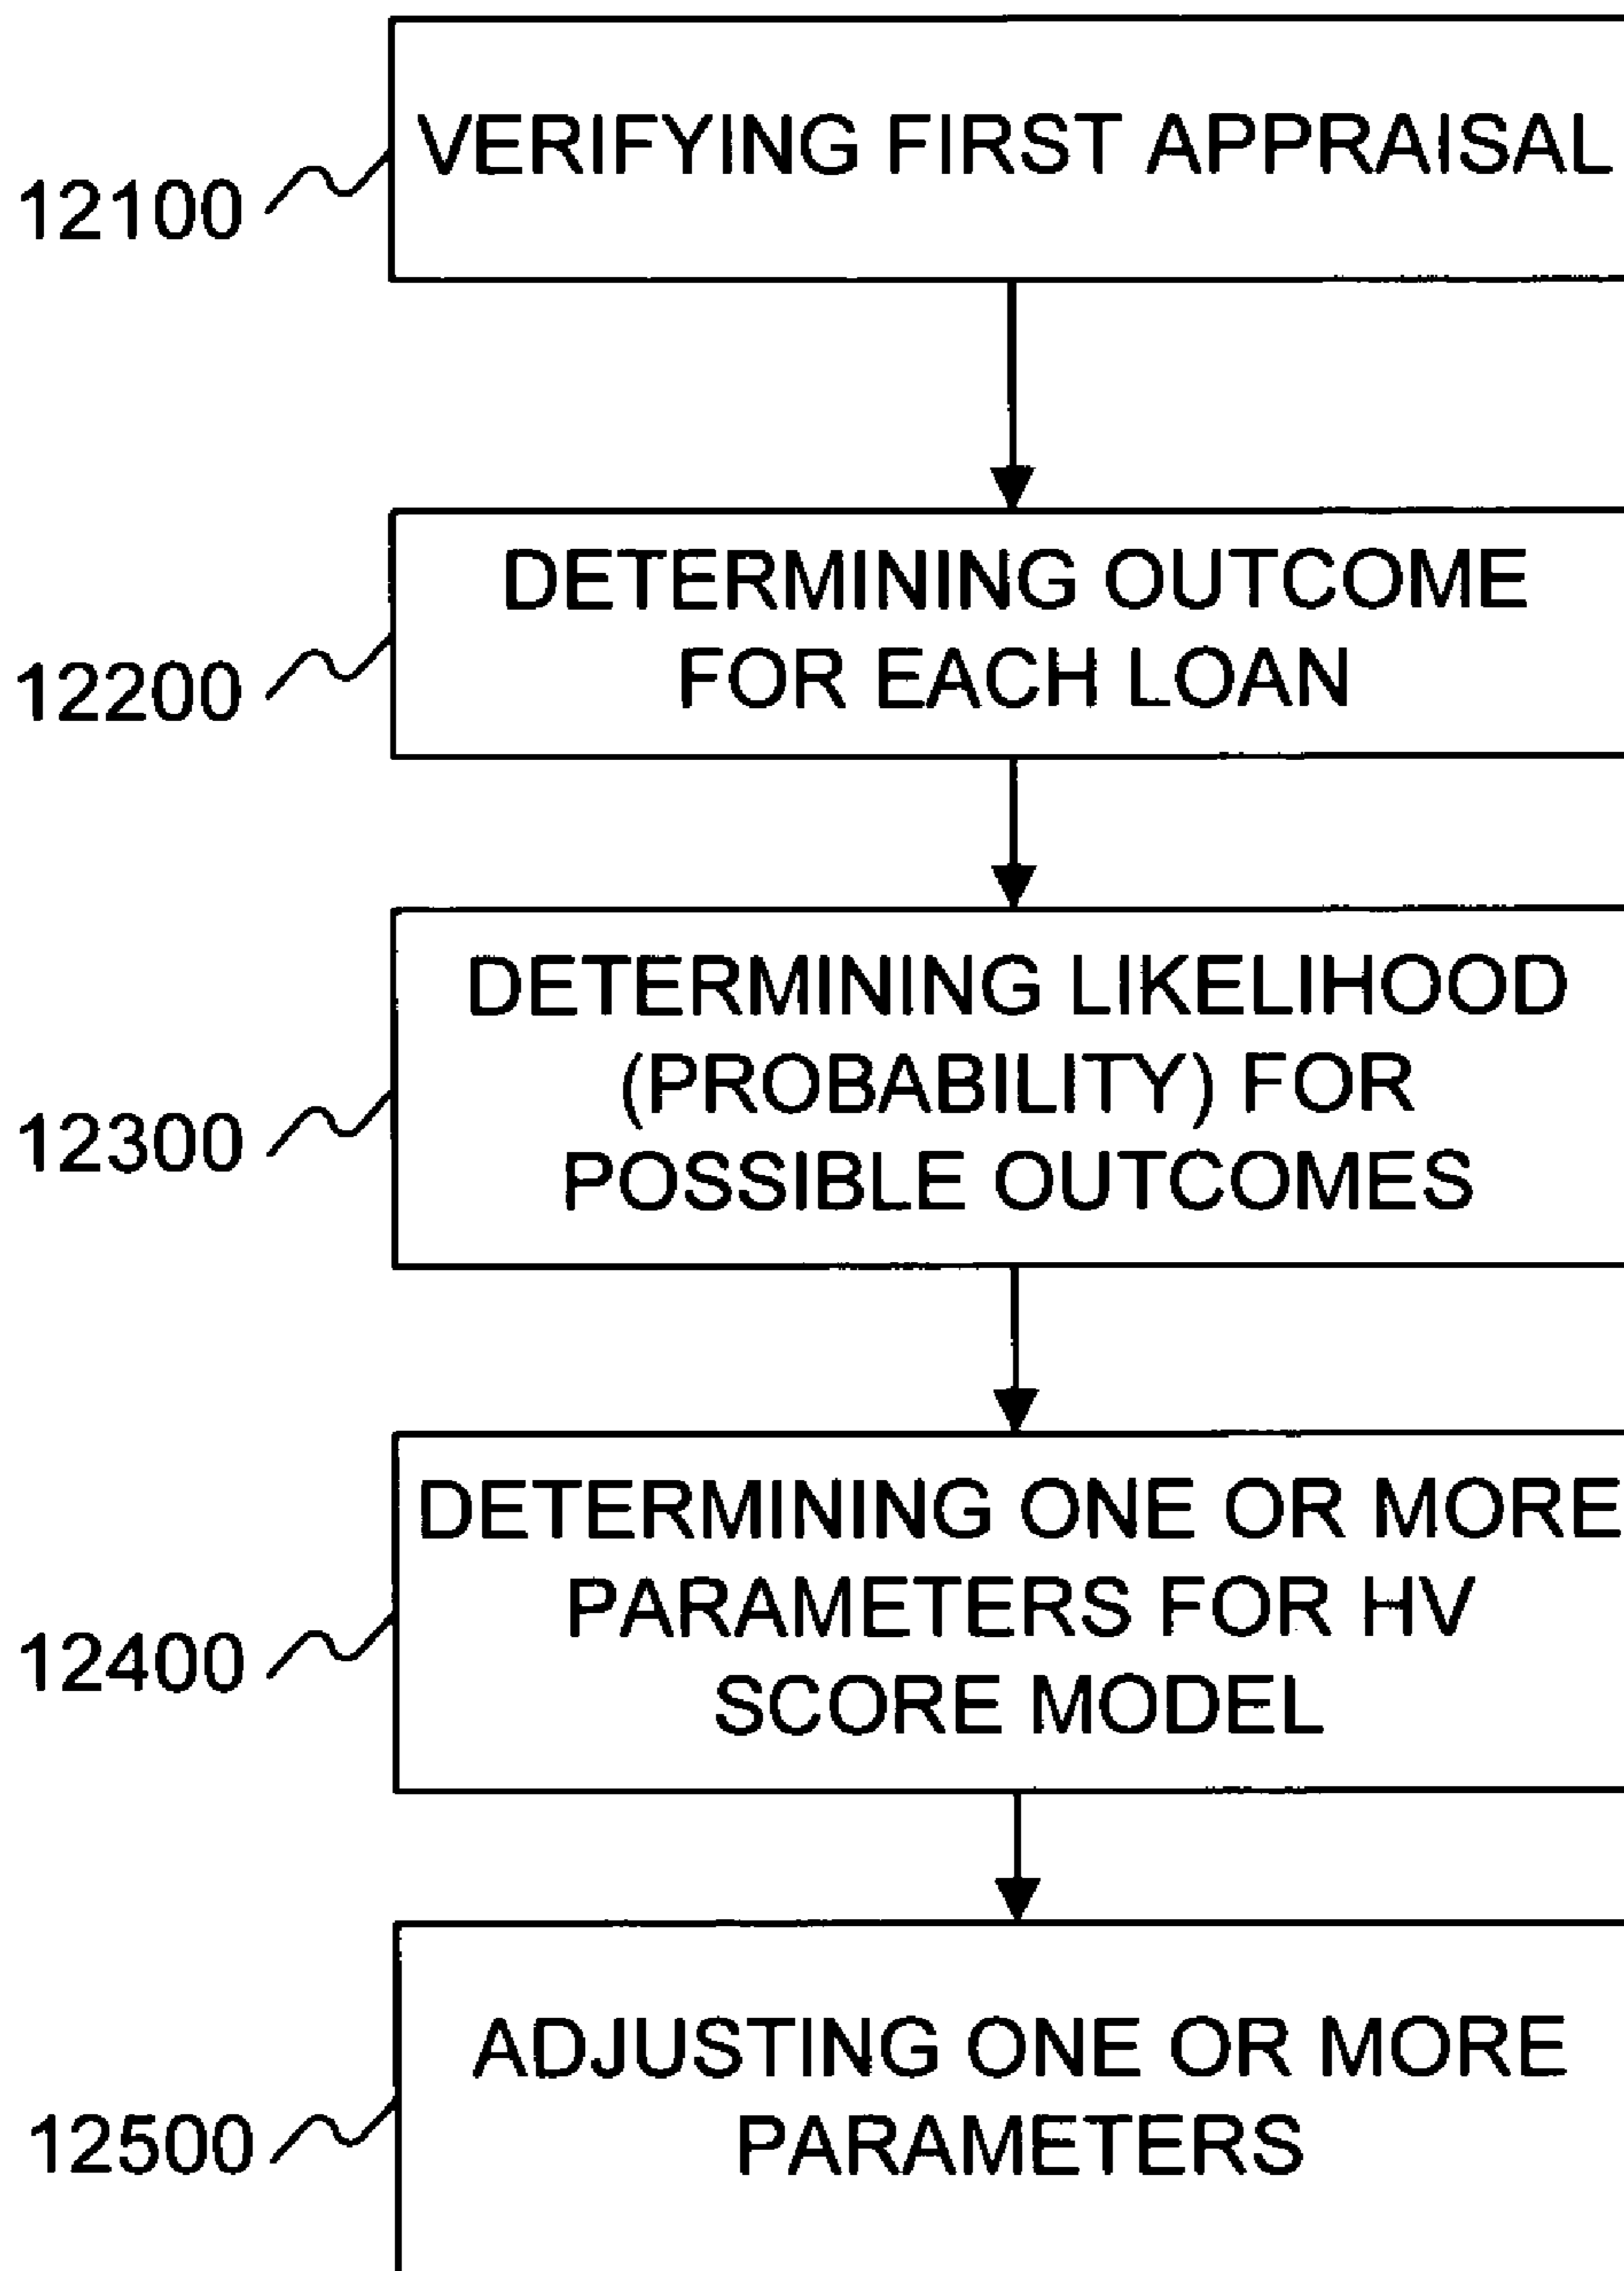 VERIFYING FIRST APPRAISAL
12100
DETERMINING OUTCOME
FOR EACH LOAN
12200
DETERMINING LIKELIHOOD
(PROBABILITY) FOR
POSSIBLE OUTCOMES
12300
DETERMINING ONE OR MORE
PARAMETERS FOR HV
SCORE MODEL
12400
ADJUSTING ONE OR MORE
PARAMETERS
12500